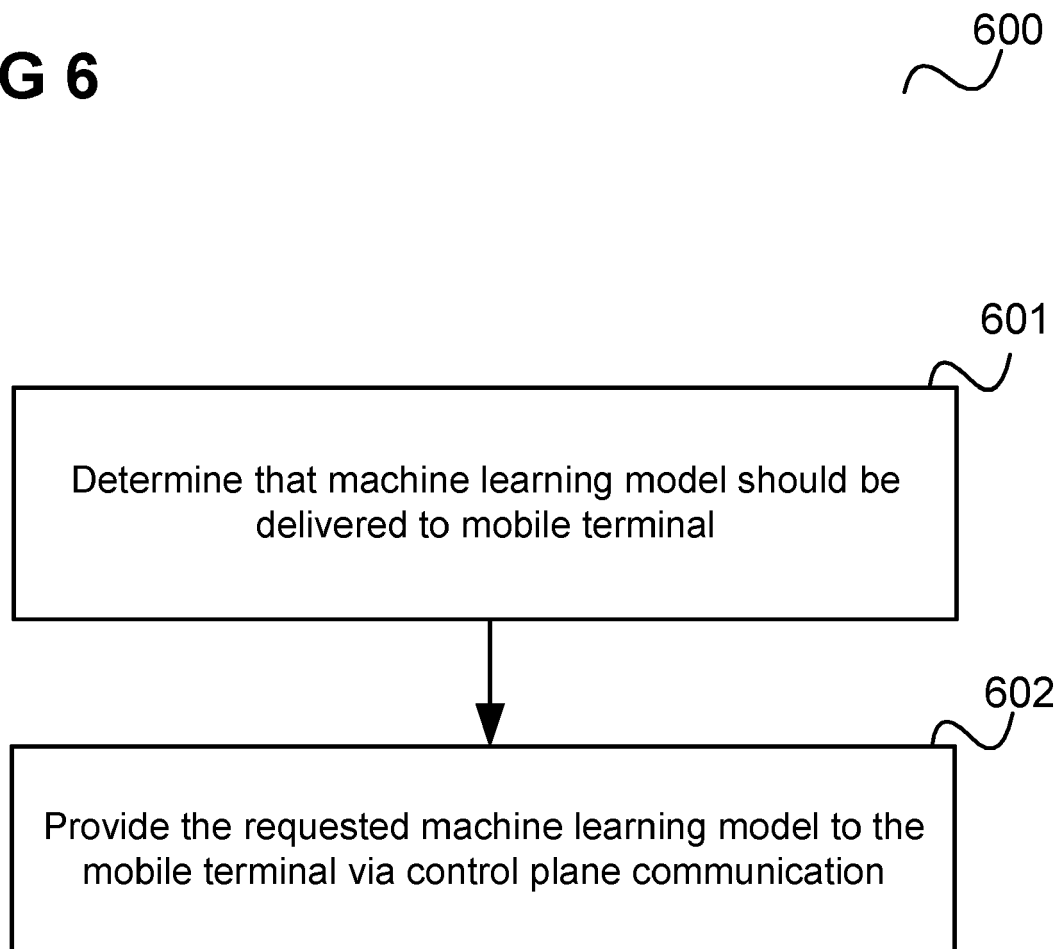 G 6
600
601
Determine that machine learning model should be
delivered to mobile terminal
602
Provide the requested machine learning model to the
mobile terminal via control plane communication